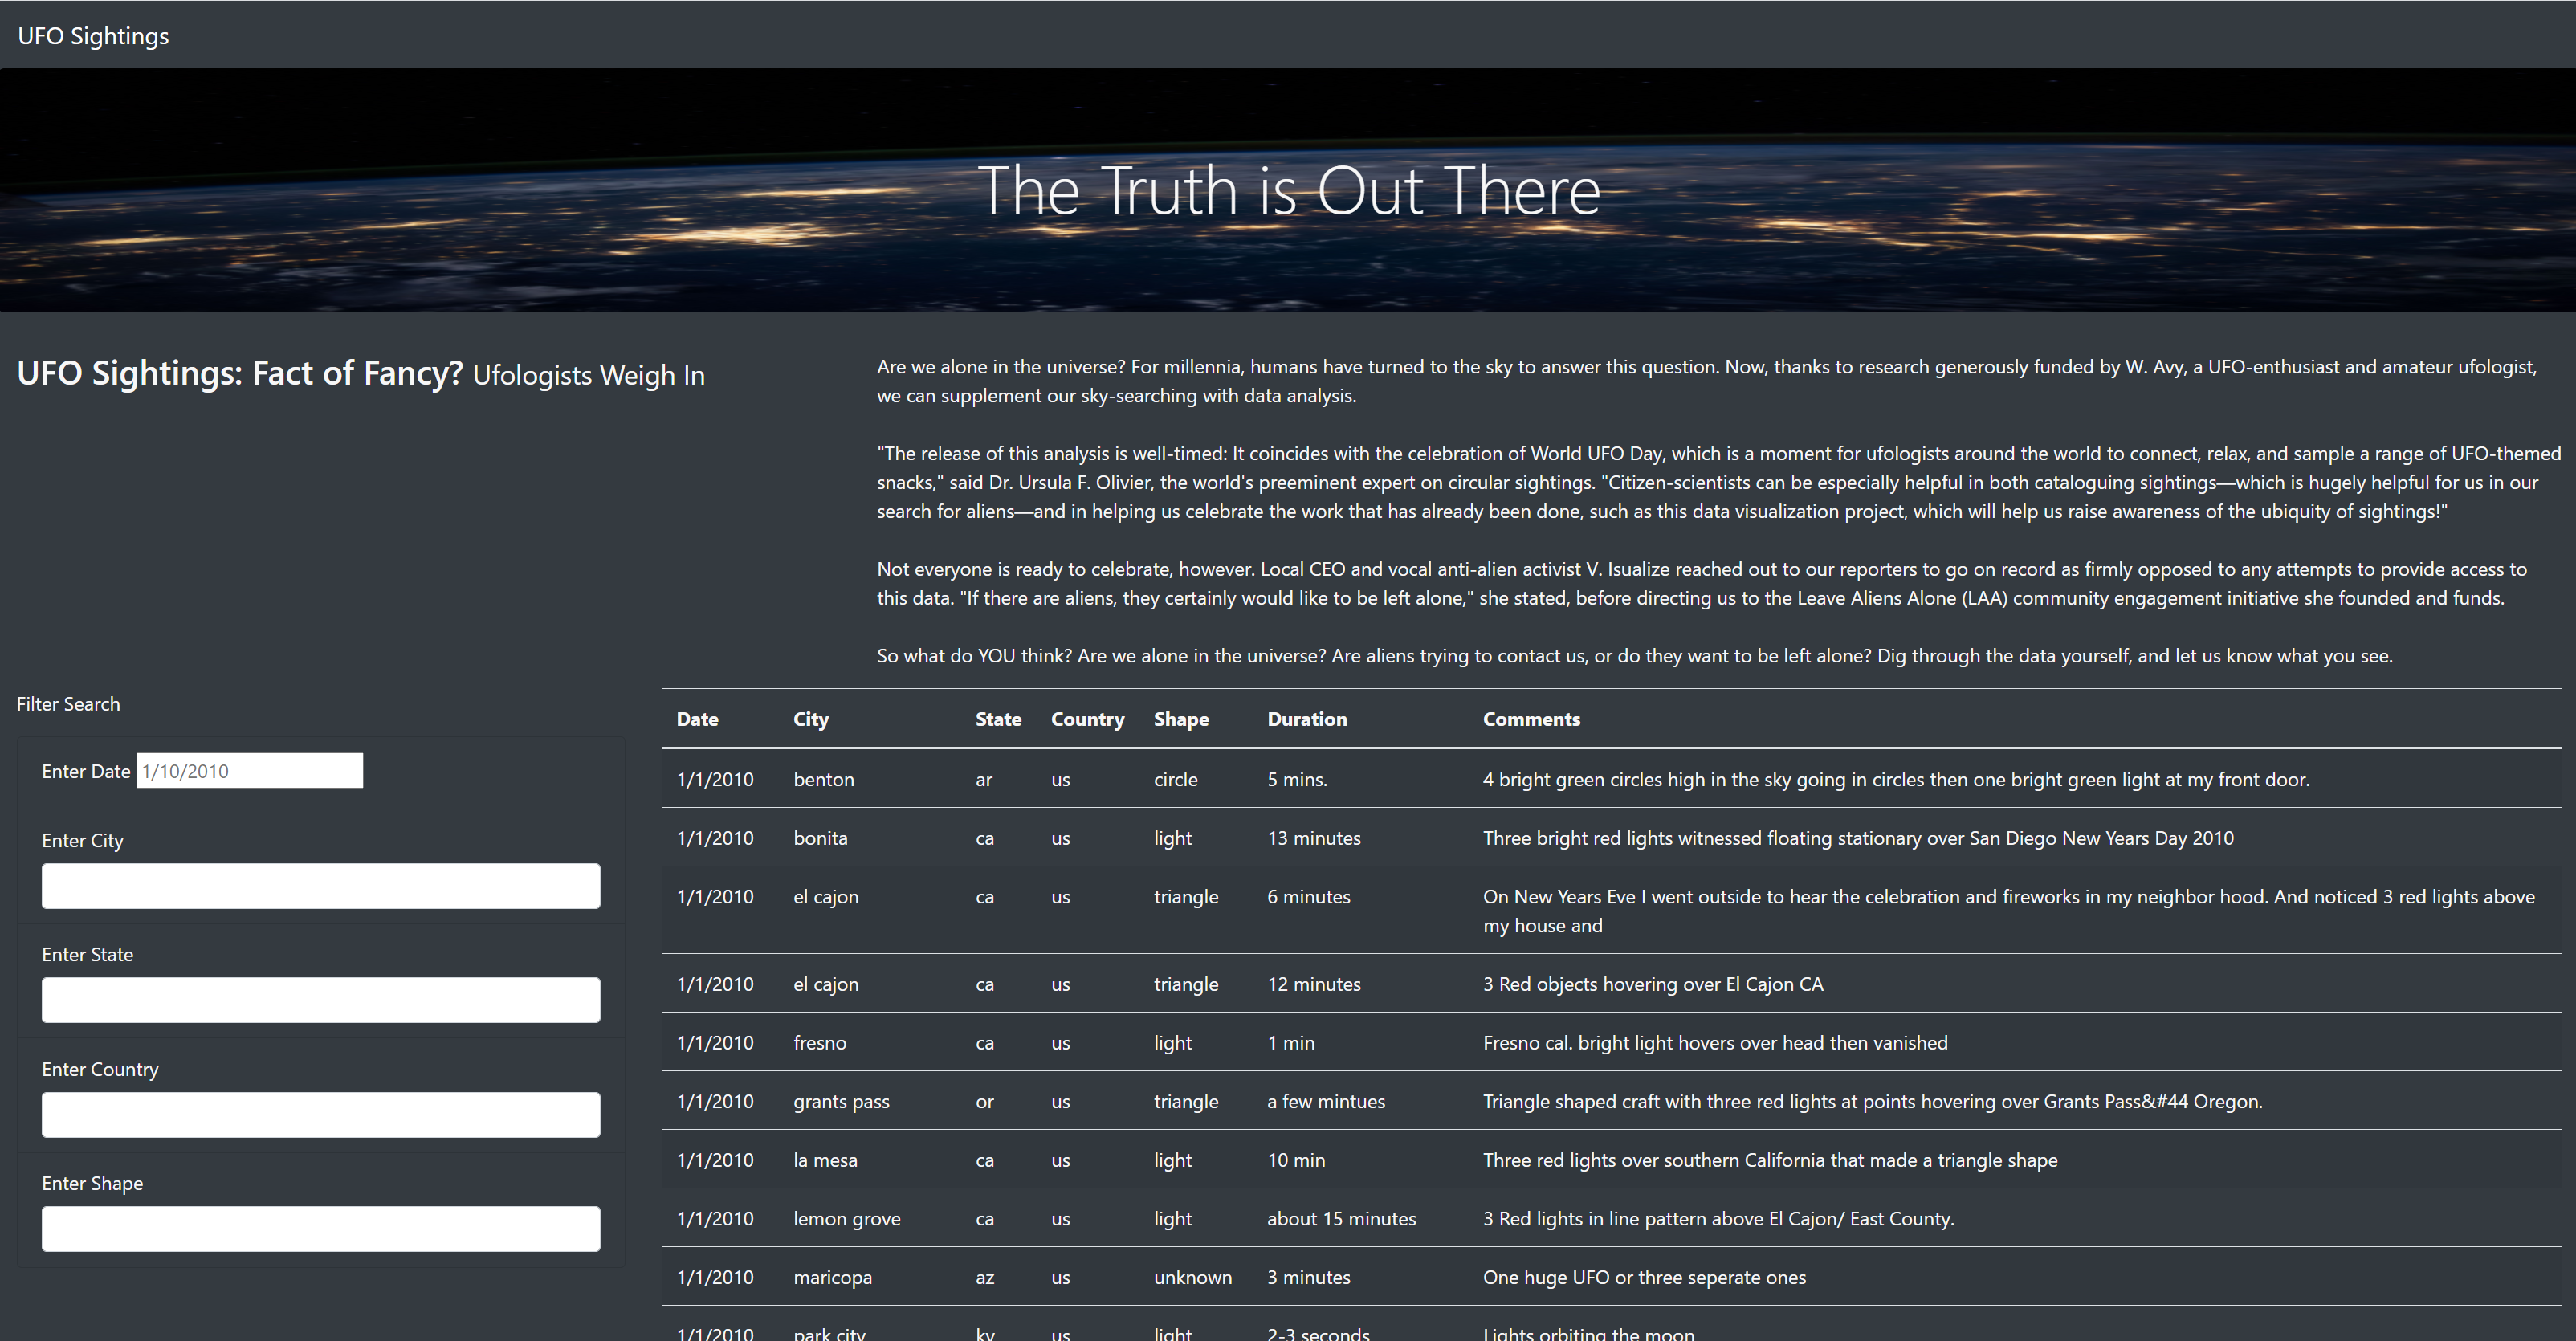 UFO Sightings
The Truth is Out There
UFO Sightings: Fact of Fancy? Ufologists Weigh In
Are we alone in the universe? For millennia, humans have turned to the sky to answer this question. Now, thanks to research generously funded by W. Avy, a UFO-enthusiast and amateur ufologist,
we can supplement our sky-searching with data analysis.
"The release of this analysis is well-timed: It coincides with the celebration of World UFO Day, which is a moment for ufologists around the world to connect, relax, and sample a range of UFO-themed
snacks," said Dr. Ursula F. Olivier, the world's preeminent expert on circular sightings. "Citizen-scientists can be especially helpful in both cataloguing sightings—which is hugely helpful for us in our
search for aliens—and in helping us celebrate the work that has already been done, such as this data visualization project, which will help us raise awareness of the ubiquity of sightings!"
Not everyone is ready to celebrate, however. Local CEO and vocal anti-alien activist V. Isualize reached out to our reporters to go on record as firmly opposed to any attempts to provide access to
this data. "If there are aliens, they certainly would like to be left alone," she stated, before directing us to the Leave Aliens Alone (LAA) community engagement initiative she founded and funds.
So what do YOU think? Are we alone in the universe? Are aliens trying to contact us, or do they want to be left alone? Dig through the data yourself, and let us know what you see.
Filter Search
Enter Date 1/10/2010
Enter City
Enter State
Enter Country
Enter Shape
Date City State Country Shape Duration Comments
1/1/2010 benton ar us circle 5 mins. 4 bright green circles high in the sky going in circles then one bright green light at my front door.
1/1/2010 bonita ca us light 13 minutes Three bright red lights witnessed floating stationary over San Diego New Years Day 2010
1/1/2010 el cajon ca us triangle 6 minutes On New Years Eve I went outside to hear the celebration and fireworks in my neighbor hood. And noticed 3 red lights above
my house and
1/1/2010 el cajon ca us triangle 12 minutes 3 Red objects hovering over El Cajon CA
1/1/2010 fresno ca us light 1 min Fresno cal. bright light hovers over head then vanished
1/1/2010 grants pass or us triangle a few mintues Triangle shaped craft with three red lights at points hovering over Grants Pass&#44 Oregon.
1/1/2010 la mesa ca us light 10 min Three red lights over southern California that made a triangle shape
1/1/2010 lemon grove ca us light about 15 minutes 3 Red lights in line pattern above El Cajon/ East County.
1/1/2010 maricopa az us unknown 3 minutes One huge UFO or three seperate ones
1/1/2010 park city ky us light 2-3 seconds Lights orbiting the moon